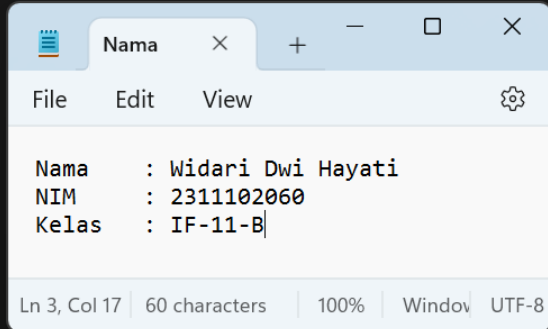 Nama
File Edit View
Nama : Widari Dwi Hayati
NIM : 2311102060
Kelas : IF-11-B
Ln 3, Col 17 60 characters 100% Window UTF-8